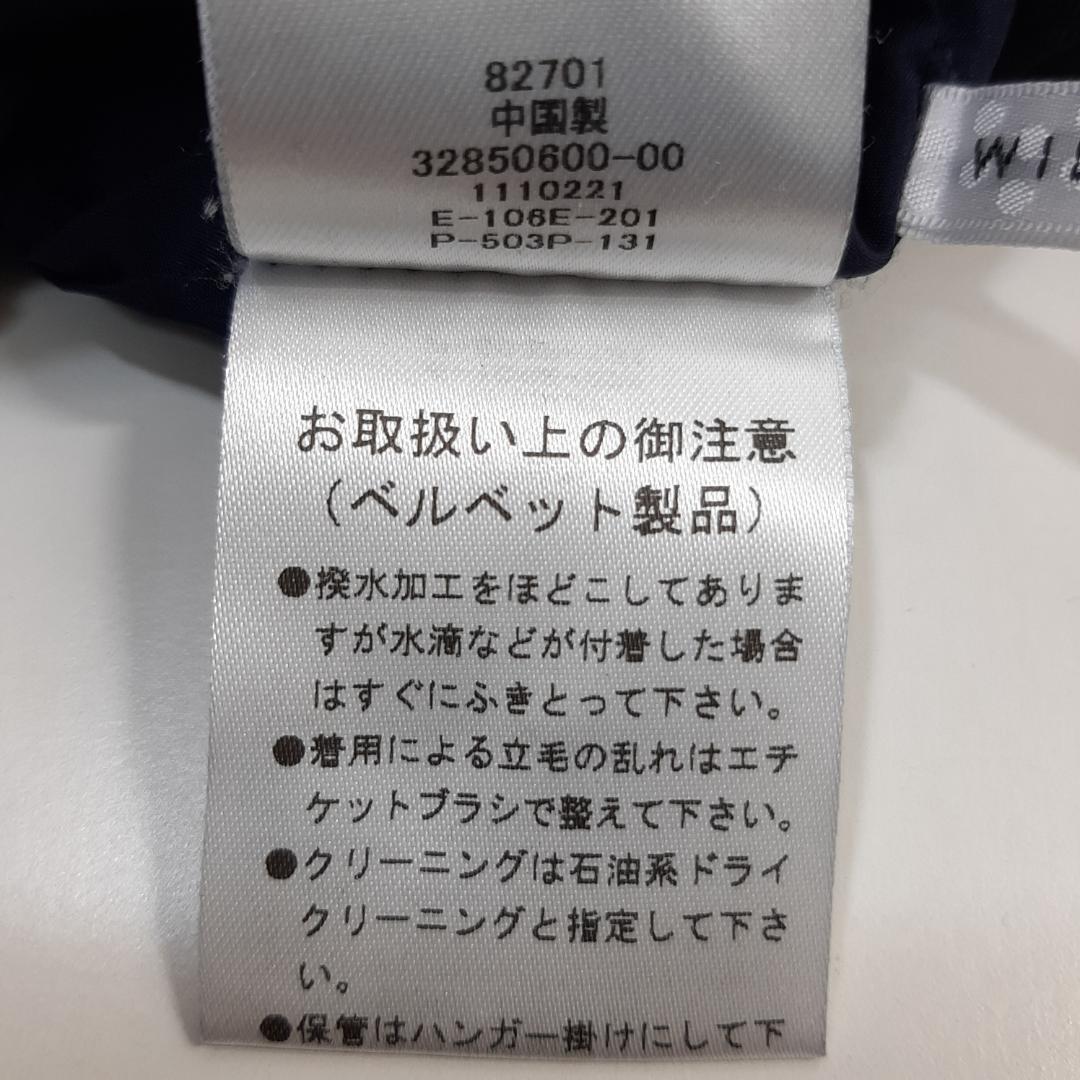 82701
中国製
32850600-00
1110221
E-106E-201
P-503P-131
お取扱い上の御注意
(ベルベット製品)
●撥水加工をほどこしてありま
すが水滴などが付着した場合
はすぐにふきとって下さい。
●着用による立毛の乱れはエチ
ケットブラシで整えて下さい。
●クリーニングは石油系ドライ
クリーニングと指定して下さ
い。
●保管はハンガー掛けにして下